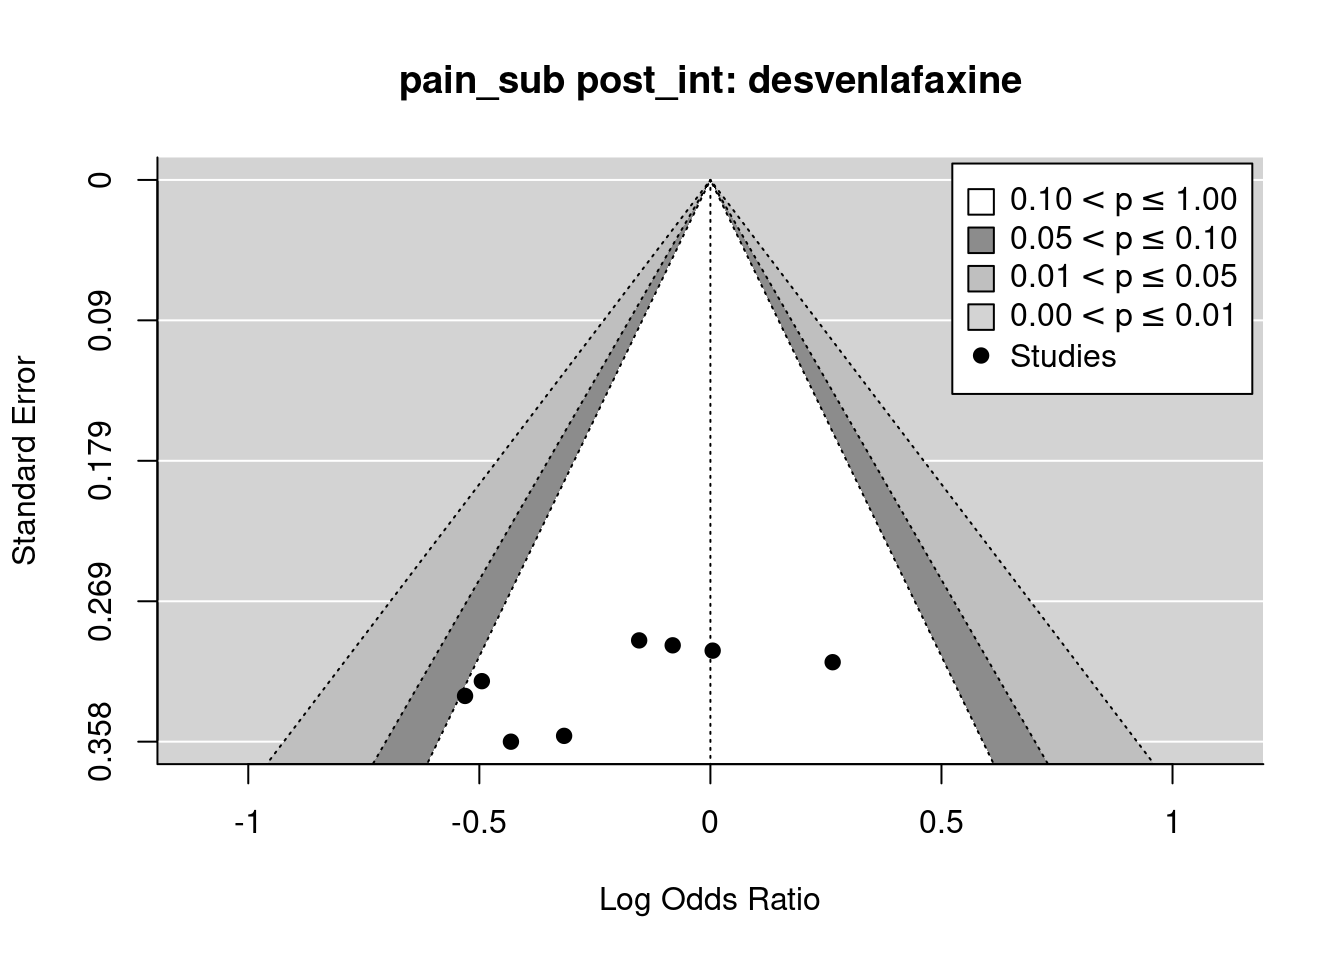 pain_sub post_int: desvenlafaxine
0.10 < p ≤ 1.00
0.05 < p ≤ 0.10
0.01 < p ≤ 0.05
0.00 < p ≤ 0.01
Studies
Standard Error
0
0.09
0.179
0.269
0.358
-1
-0.5
0
0.5
1
Log Odds Ratio